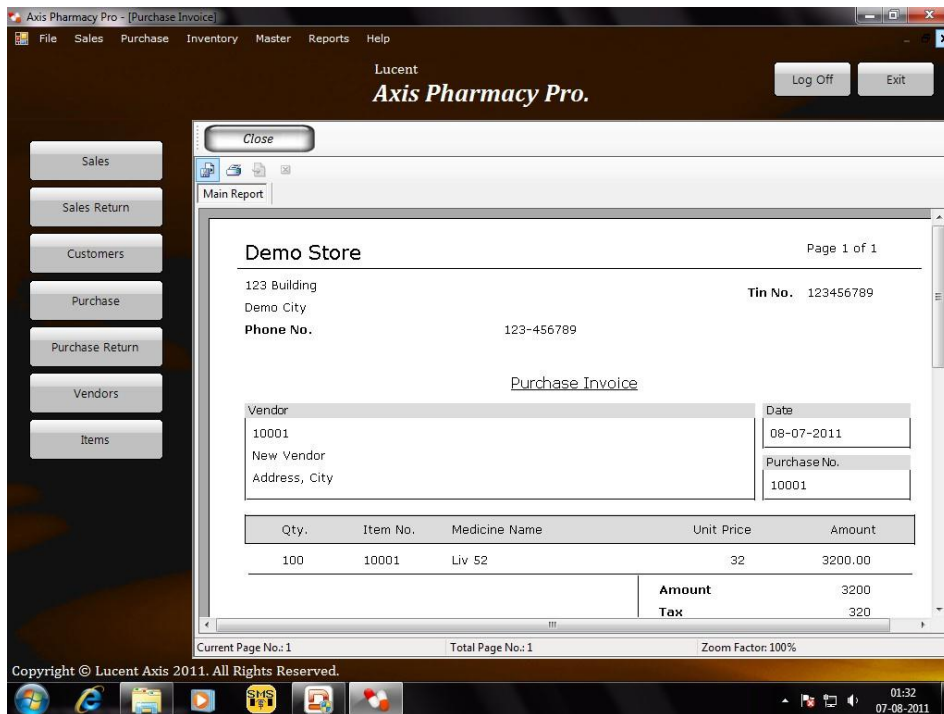 Axis Pharmacy Pro - [Purchase Invoice]
File Sales Purchase Inventory Master Reports Help
Lucent
Axis Pharmacy Pro.
Log Off Exit
Sales
Sales Return
Customers
Purchase
Purchase Return
Vendors
Items
Close
Main Report
Demo Store
Page 1 of 1
123 Building
Tin No. 123456789
Demo City
Phone No. 123-456789
Purchase Invoice
Vendor
10001
New Vendor
Address, City
Date
08-07-2011
Purchase No.
10001
Qty. Item No. Medicine Name Unit Price Amount
100 10001 Liv 52 32 3200.00
Amount 3200
Tax 320
Current Page No.: 1 Total Page No.: 1 Zoom Factor: 100%
Copyright © Lucent Axis 2011. All Rights Reserved.
SMS
01:32
07-08-2011